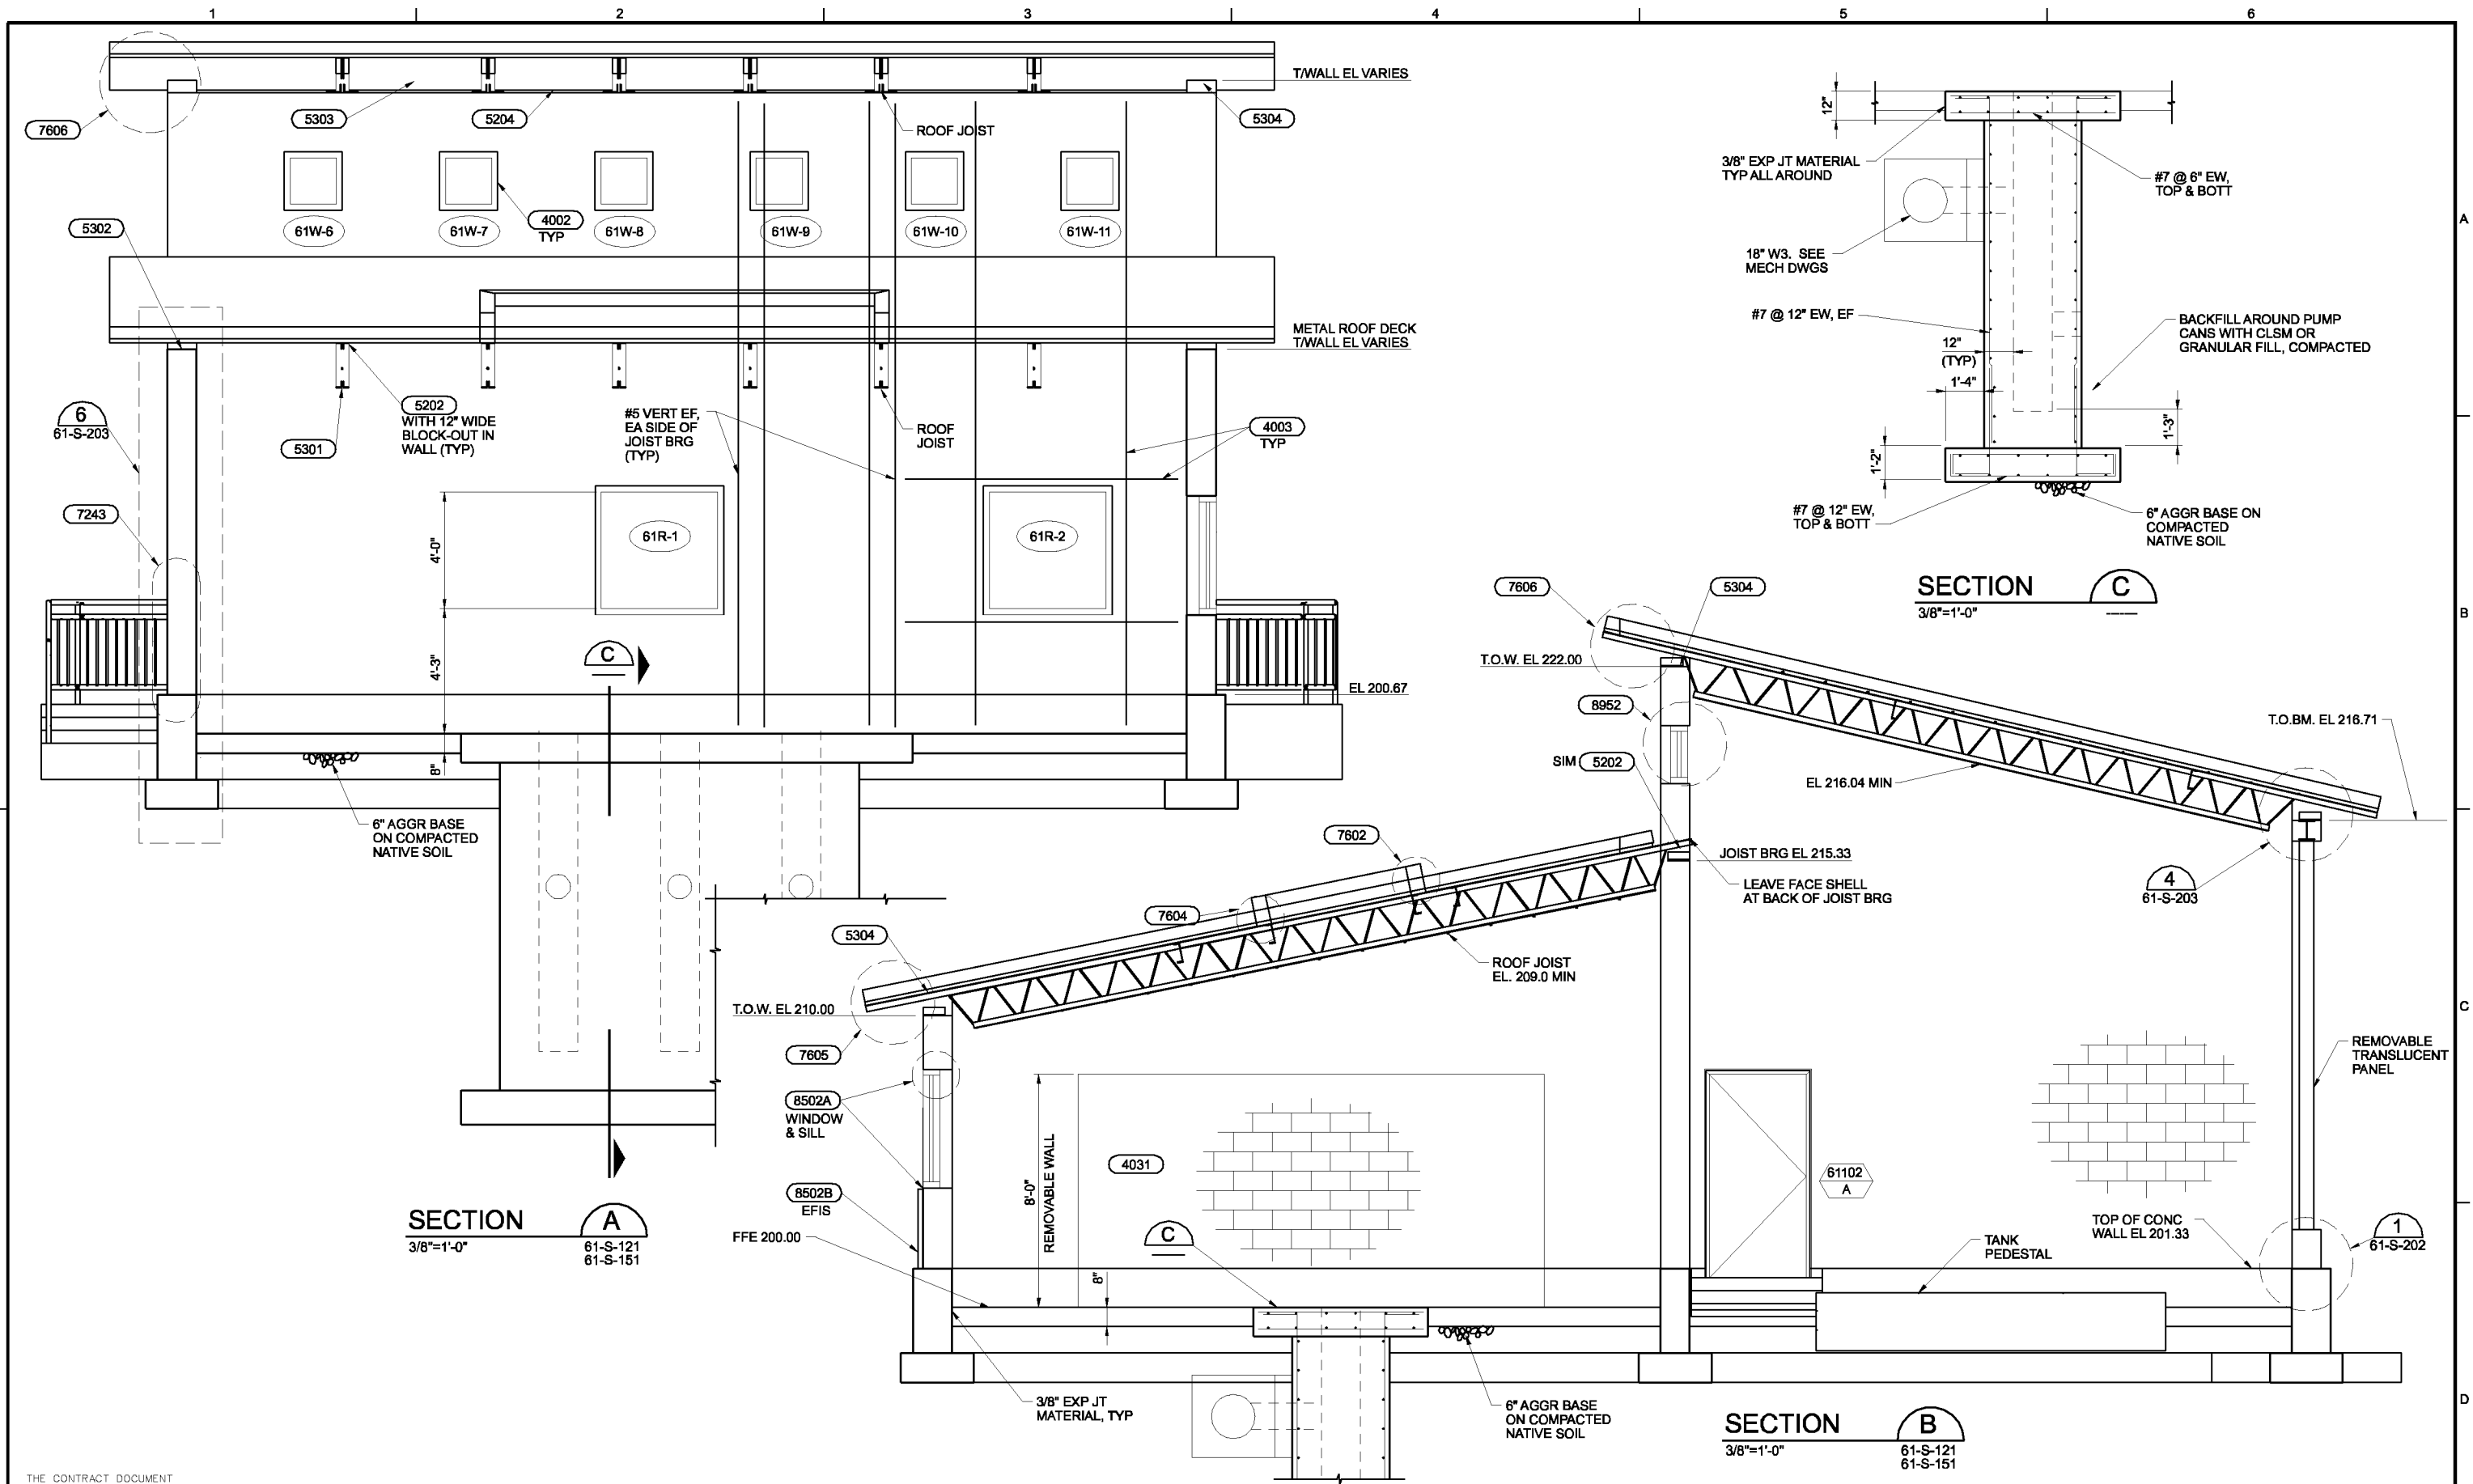 1 2 3 4 5 6
A
B
C
D
T/WALL EL VARIES
7606
5303
5204
ROOF JOIST
5304
61W-6
61W-7
61W-8
61W-9
61W-10
61W-11
4002
TYP
5302
METAL ROOF DECK
T/WALL EL VARIES
6
61-S-203
5301
5202
WITH 12" WIDE
BLOCK-OUT IN
WALL (TYP)
#5 VERT EF,
EA SIDE OF
JOIST BRG
(TYP)
ROOF
JOIST
4003
TYP
7243
4'-0"
61R-1
61R-2
4'-3"
C
EL 200.67
8"
6" AGGR BASE
ON COMPACTED
NATIVE SOIL
SECTION A
3/8"=1'-0"
61-S-121
61-S-151
12"
3/8" EXP JT MATERIAL
TYP ALL AROUND
#7 @ 6" EW,
TOP & BOTT
18" W3. SEE
MECH DWGS
#7 @ 12" EW, EF
BACKFILL AROUND PUMP
CANS WITH CLSM OR
GRANULAR FILL, COMPACTED
12"
(TYP)
1'-4"
1'-3"
1'-2"
#7 @ 12" EW,
TOP & BOTT
6" AGGR BASE ON
COMPACTED
NATIVE SOIL
SECTION C
3/8"=1'-0"
7606
5304
T.O.W. EL 222.00
8952
SIM 5202
T.O.BM. EL 216.71
EL 216.04 MIN
7602
JOIST BRG EL 215.33
LEAVE FACE SHELL
AT BACK OF JOIST BRG
4
61-S-203
7604
5304
ROOF JOIST
EL. 209.0 MIN
T.O.W. EL 210.00
7605
8502A
WINDOW
& SILL
REMOVABLE
TRANSLUCENT
PANEL
8'-0"
REMOVABLE WALL
4031
61102
A
8502B
EFIS
FFE 200.00
C
8"
TANK
PEDESTAL
TOP OF CONC
WALL EL 201.33
1
61-S-202
3/8" EXP JT
MATERIAL, TYP
6" AGGR BASE
ON COMPACTED
NATIVE SOIL
SECTION B
3/8"=1'-0"
61-S-121
61-S-151
THE CONTRACT DOCUMENT